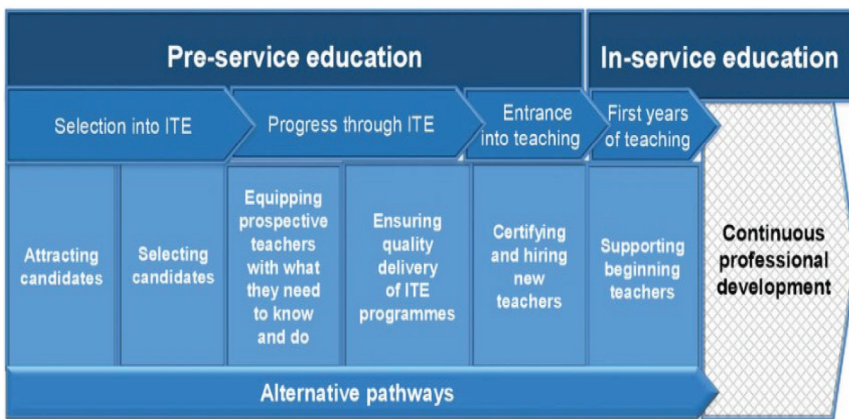 Pre-service education
In-service education
Selection into ITE
Progress through ITE
Entrance
into teaching
First years
of teaching
Attracting
candidates
Selecting
candidates
Equipping
prospective
teachers
with what
they need
to know
and do
Ensuring
quality
delivery
of ITE
programmes
Certifying
and hiring
new
teachers
Supporting
beginning
teachers
Continuous
professional
development
Alternative pathways